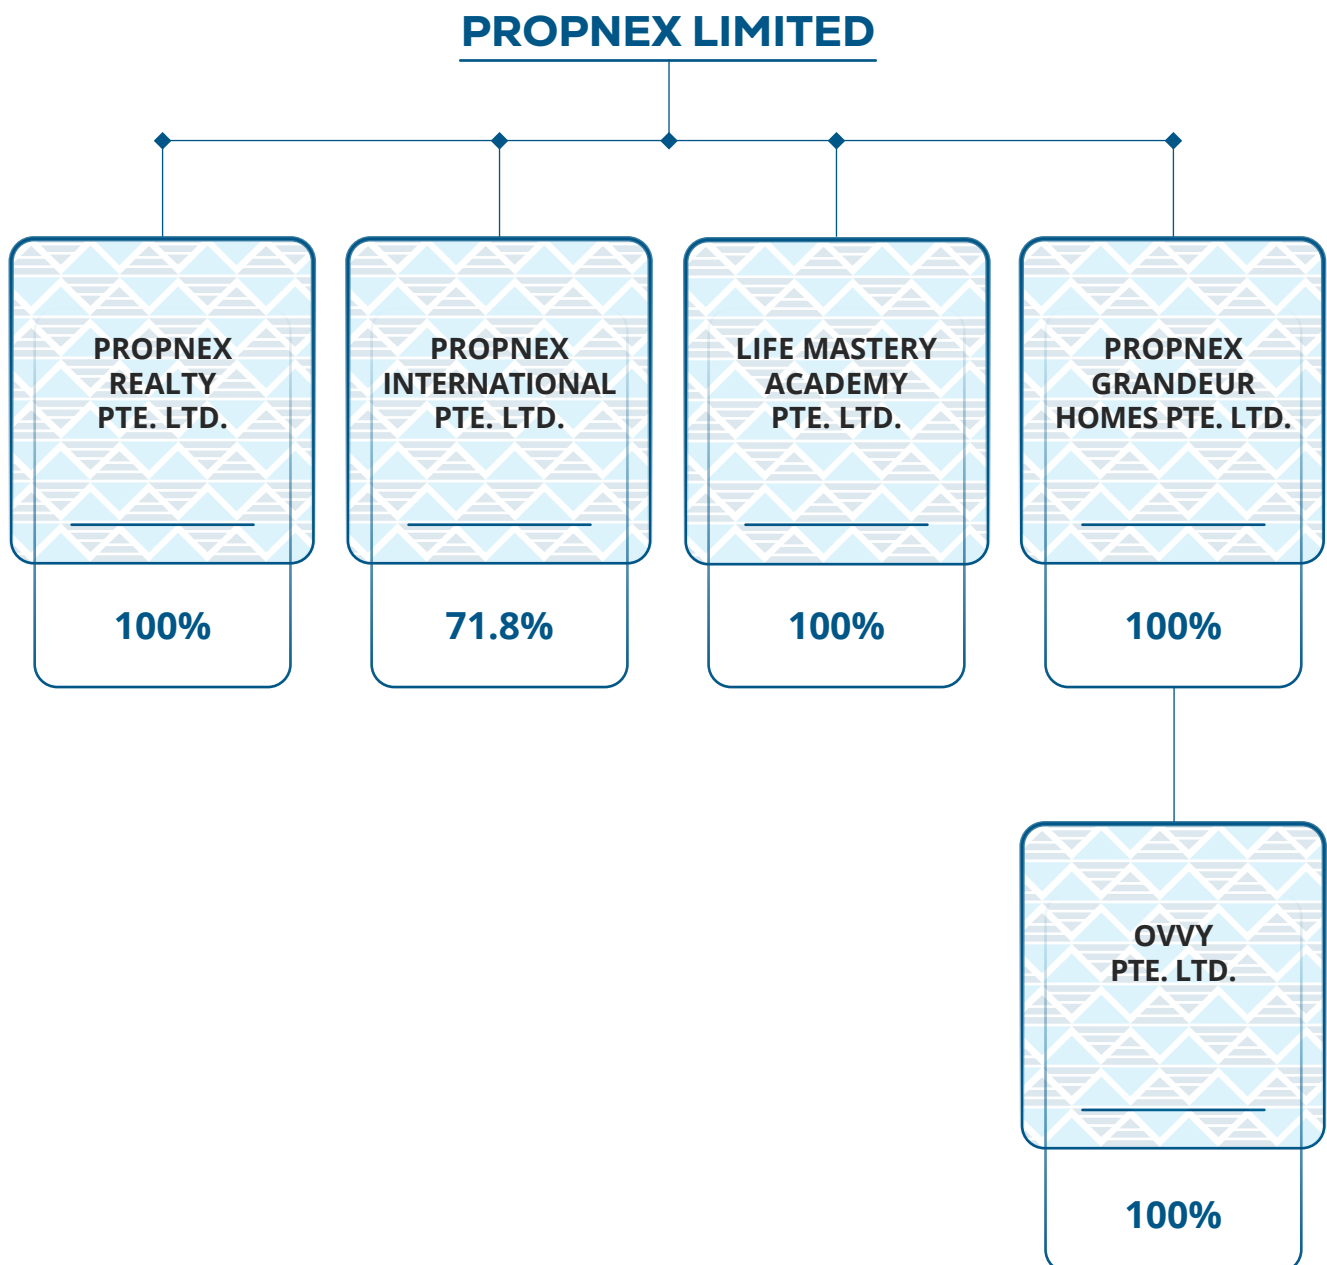 PROPNEX LIMITED
PROPNEX
REALTY
PTE. LTD.
100%
PROPNEX
INTERNATIONAL
PTE. LTD.
71.8%
LIFE MASTERY
ACADEMY
PTE. LTD.
100%
PROPNEX
GRANDEUR
HOMES PTE. LTD.
100%
OVVY
PTE. LTD.
100%